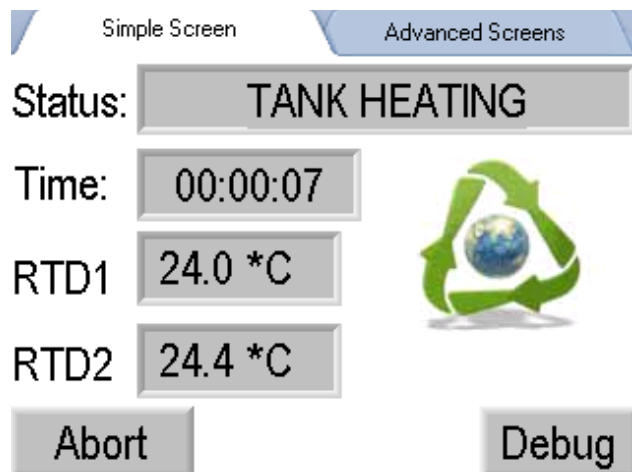 Simple Screen Advanced Screens
Status: TANK HEATING
Time: 00:00:07
RTD1 24.0 *C
RTD2 24.4 *C
Abort Debug